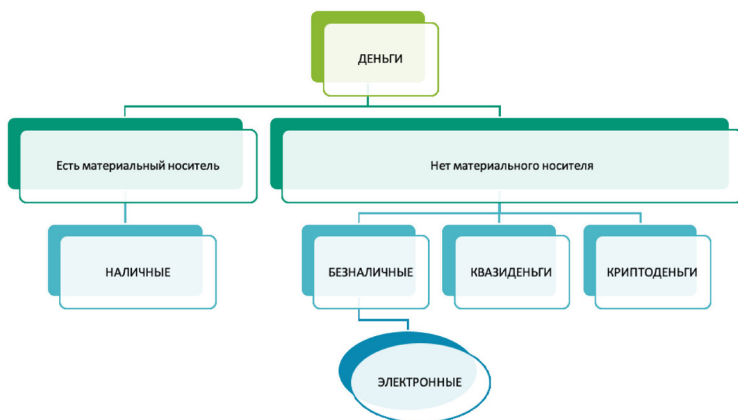 ДЕНЬГИ
Есть материальный носитель
Нет материального носителя
НАЛИЧНЫЕ
БЕЗНАЛИЧНЫЕ
КВАЗИДЕНЬГИ
КРИПТОДЕНЬГИ
ЭЛЕКТРОННЫЕ